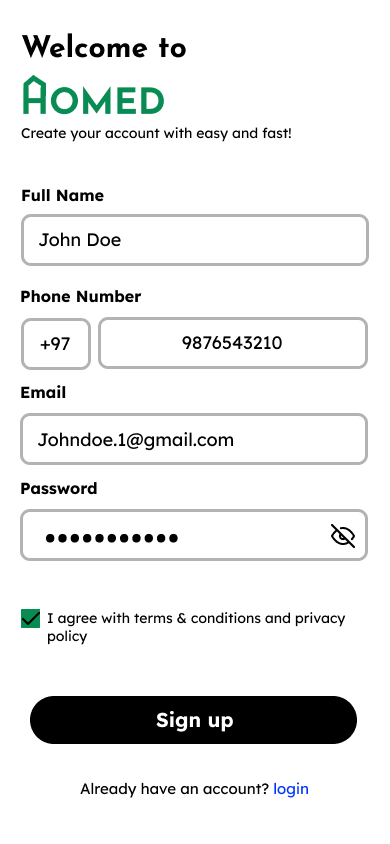 Welcome to
AOMED
Create your account with easy and fast!
Full Name
John Doe
Phone Number
+97 9876543210
Email
Johndoe.1@gmail.com
Password
I agree with terms & conditions and privacy
policy
Sign up
Already have an account? login